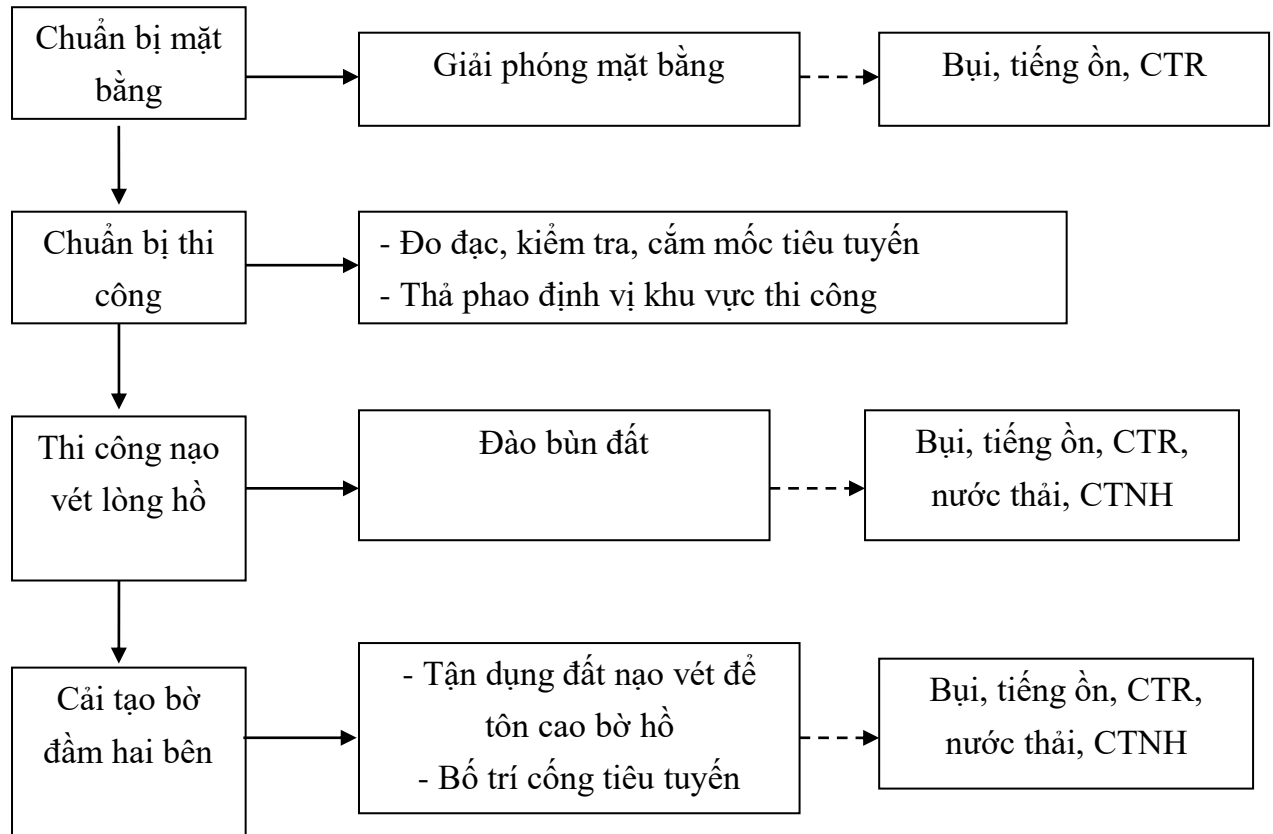 Chuẩn bị mặt
bằng
Giải phóng mặt bằng
Bụi, tiếng ồn, CTR
Chuẩn bị thi
công
- Đo đạc, kiểm tra, cắm mốc tiêu tuyến
- Thả phao định vị khu vực thi công
Thi công nạo
vét lòng hồ
Đào bùn đất
Bụi, tiếng ồn, CTR,
nước thải, CTNH
Cải tạo bờ
đầm hai bên
- Tận dụng đất nạo vét để
tôn cao bờ hồ
- Bố trí cống tiêu tuyến
Bụi, tiếng ồn, CTR,
nước thải, CTNH